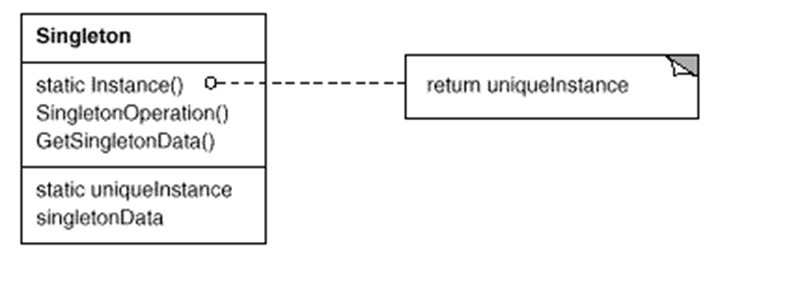 Singleton
static Instance()
return uniqueInstance
SingletonOperation()
GetSingletonData()
static uniqueInstance
singletonData